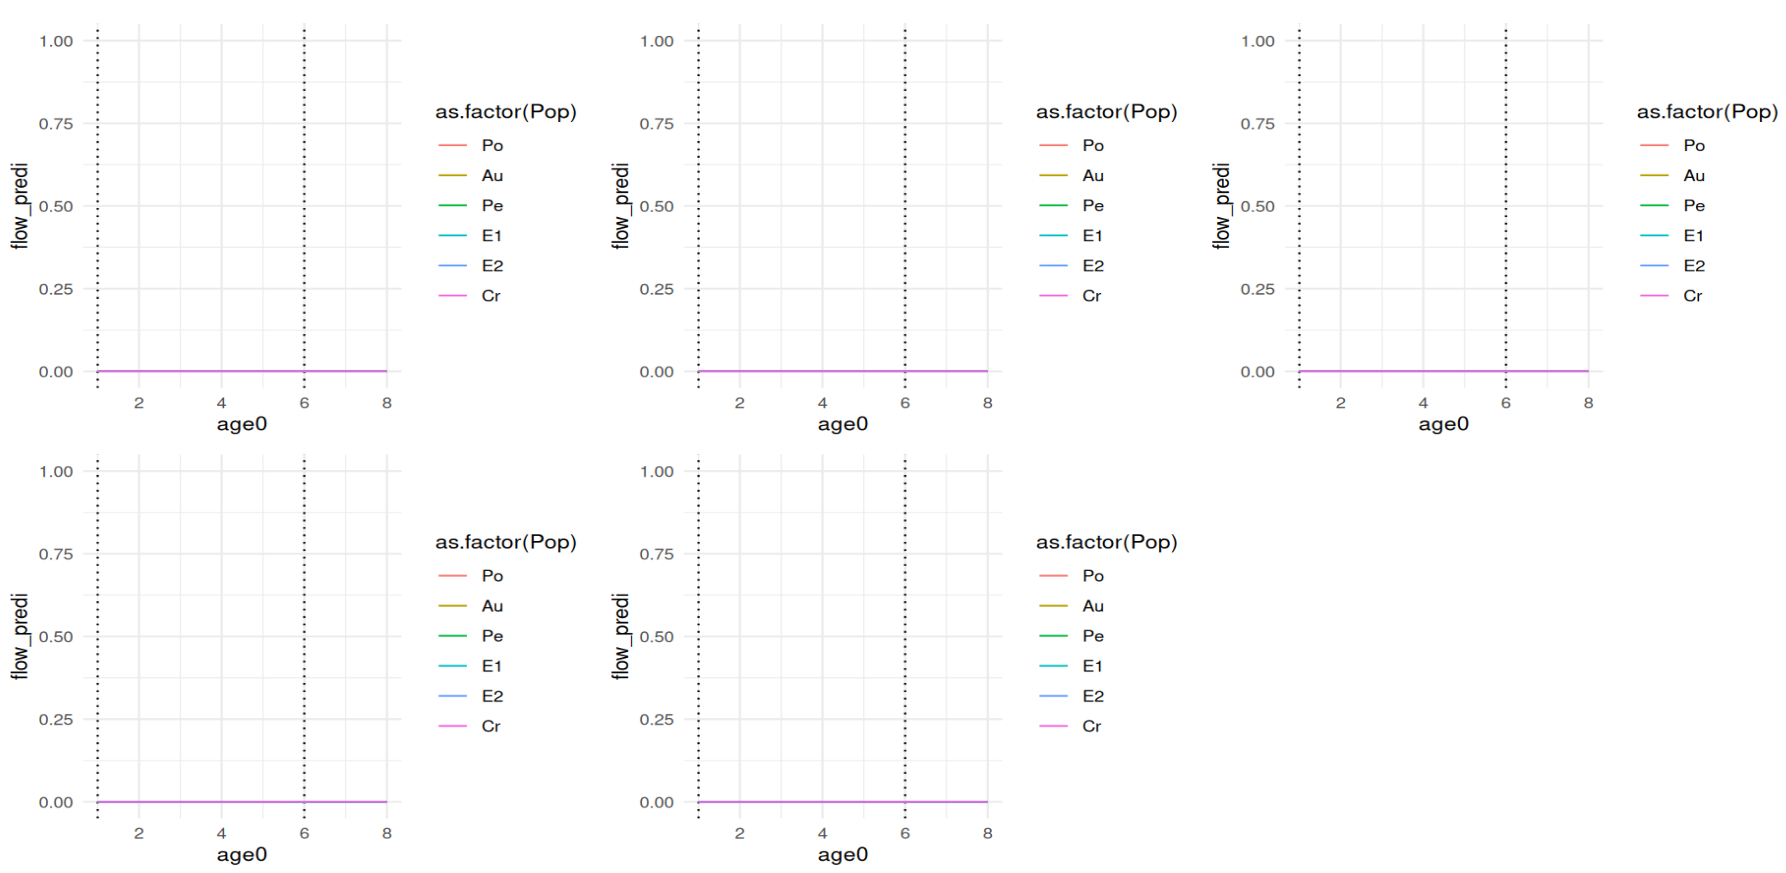 1.00
0.75
0.50
0.25
0.00
flow_predi
2 4 6 8
age0
as.factor(Pop)
Po
Au
Pe
E1
E2
Cr
1.00
0.75
0.50
0.25
0.00
flow_predi
2 4 6 8
age0
as.factor(Pop)
Po
Au
Pe
E1
E2
Cr
1.00
0.75
0.50
0.25
0.00
flow_predi
2 4 6 8
age0
as.factor(Pop)
Po
Au
Pe
E1
E2
Cr
1.00
0.75
0.50
0.25
0.00
flow_predi
2 4 6 8
age0
as.factor(Pop)
Po
Au
Pe
E1
E2
Cr
1.00
0.75
0.50
0.25
0.00
flow_predi
2 4 6 8
age0
as.factor(Pop)
Po
Au
Pe
E1
E2
Cr